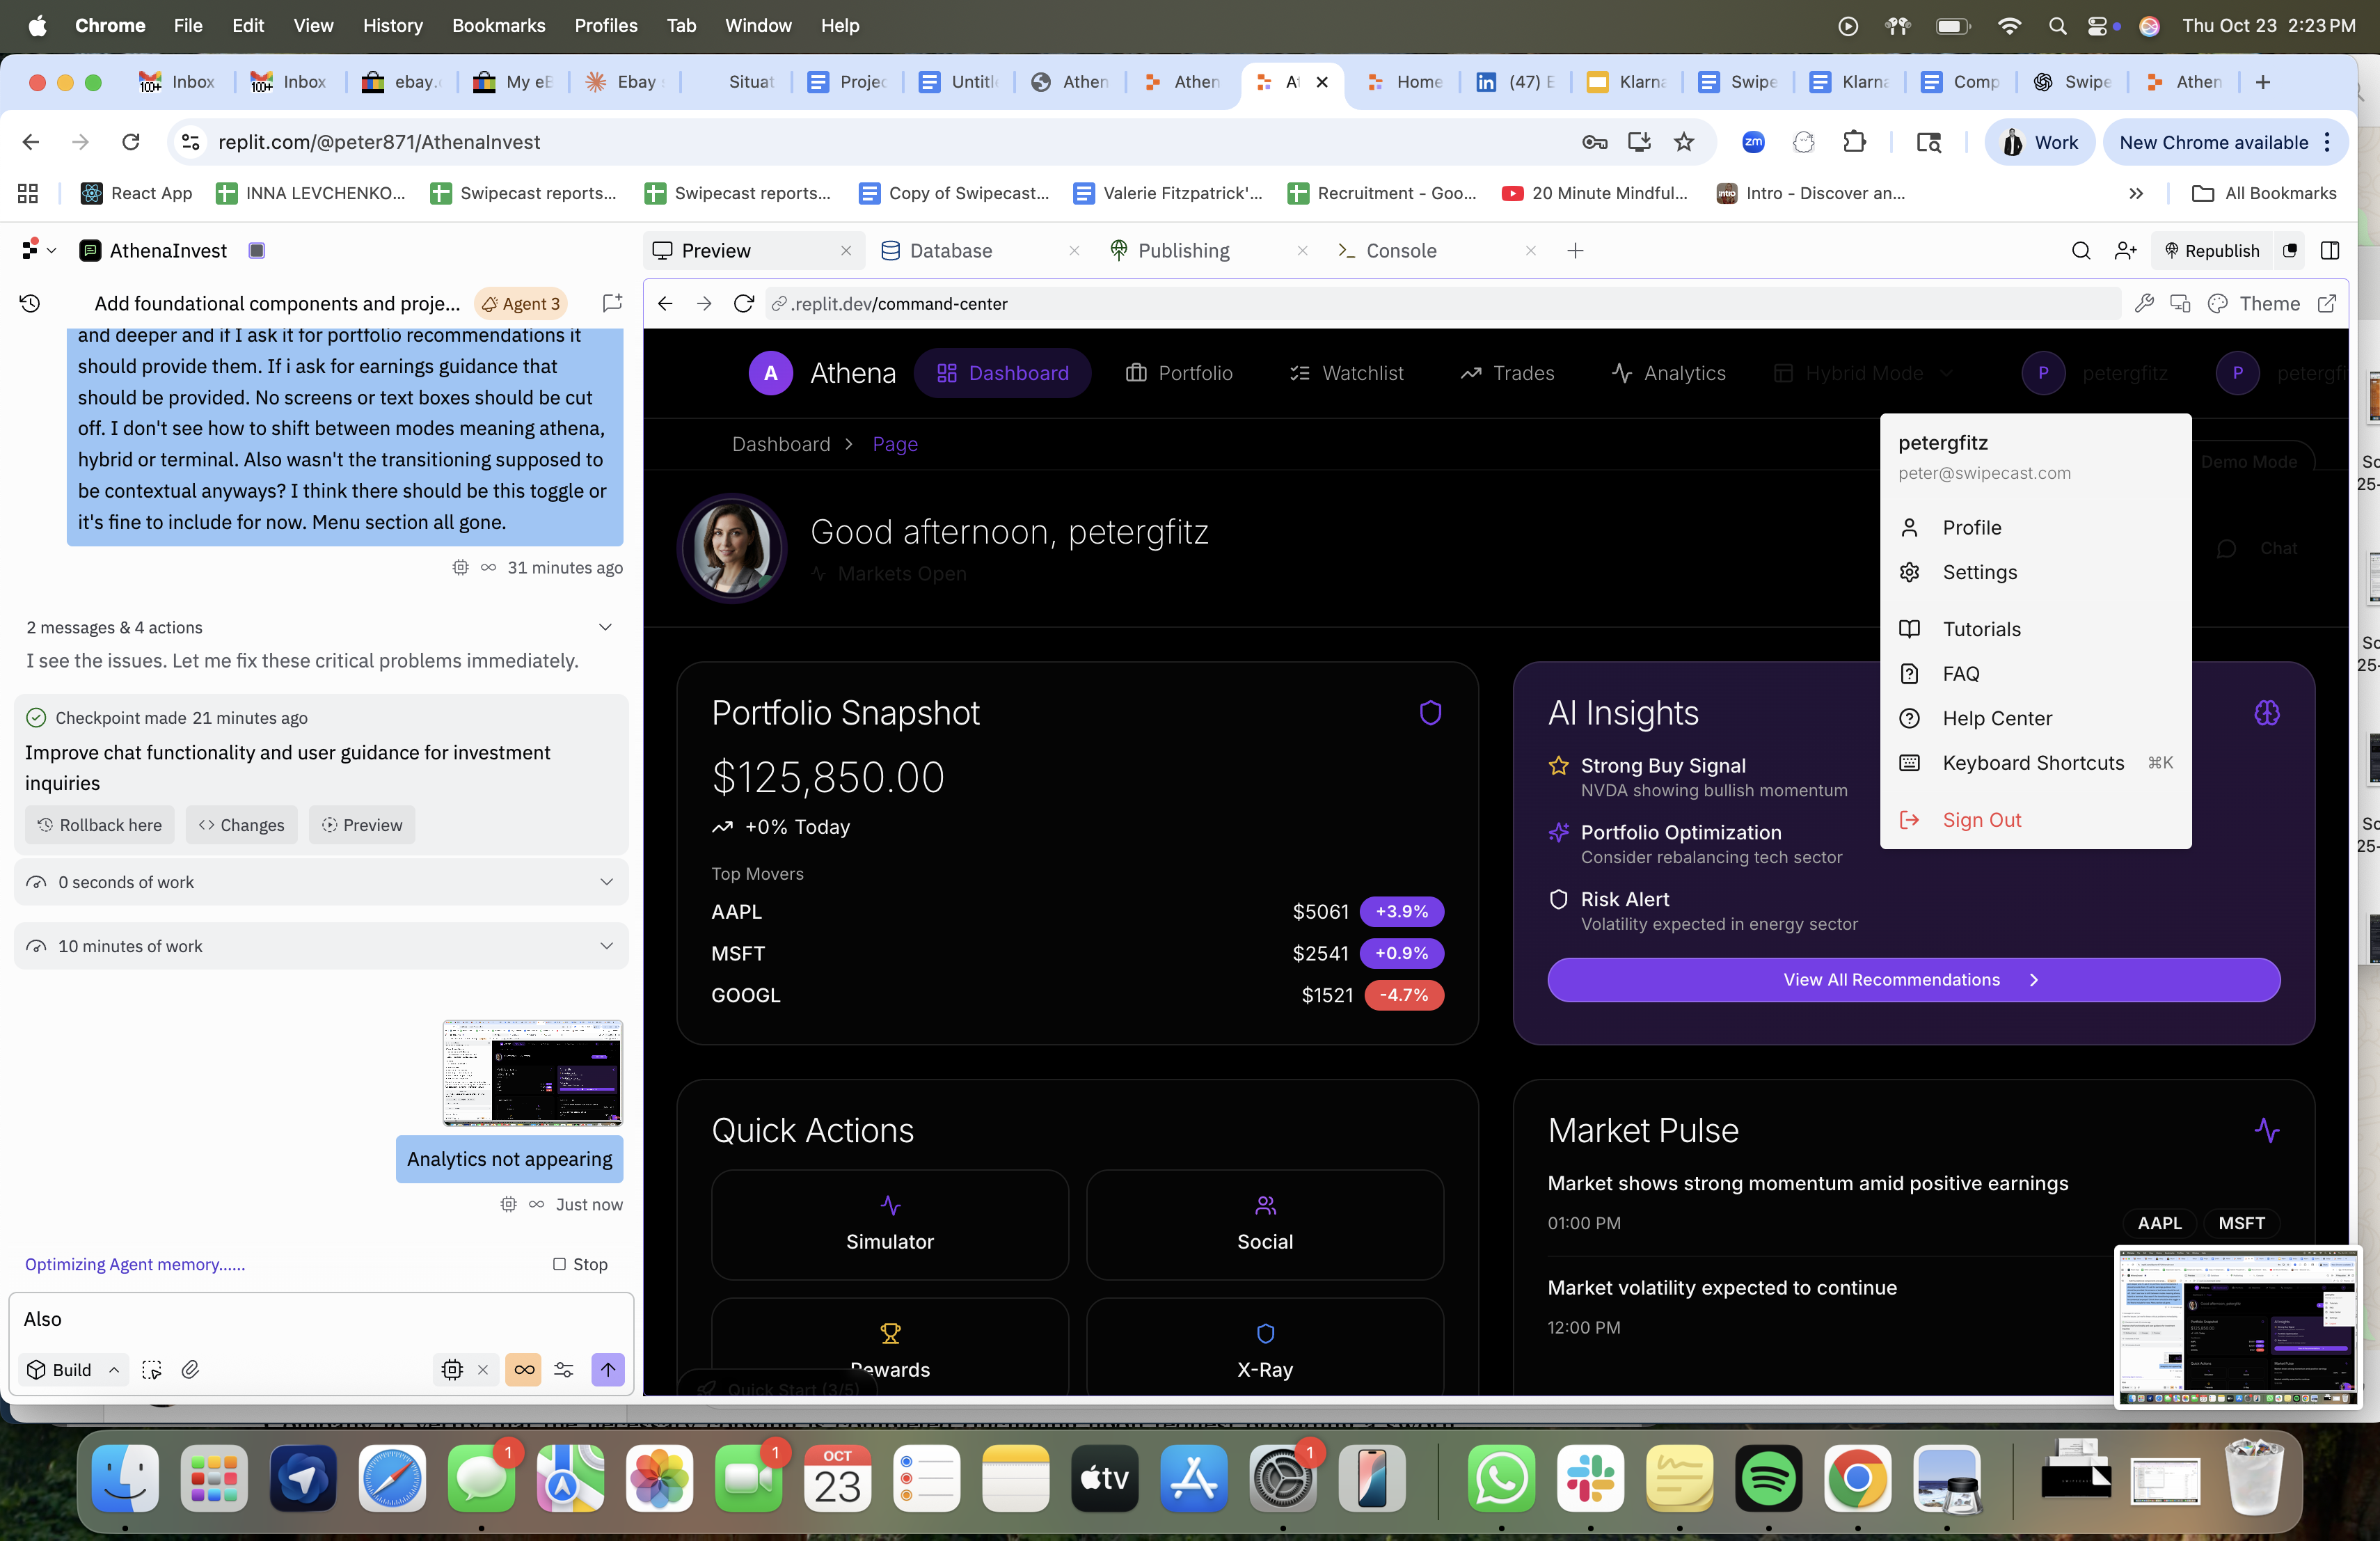 Chrome File Edit View History Bookmarks Profiles Tab Window Help Thu Oct 23 2:23 PM
100+ Inbox 100+ Inbox ebay. My eB Ebay Situat Projec Untitle Athen Athen At Home (47) E Klarna Swipe Klarna Comp Swipe Athen
replit.com/@peter871/AthenaInvest zm Work New Chrome available
React App INNA LEVCHENKO... Swipecast reports... Swipecast reports... Copy of Swipecast... Valerie Fitzpatrick'... Recruitment - Goo... 20 Minute Mindful... intro Intro - Discover an... All Bookmarks
AthenaInvest Preview Database Publishing Console Republish
Add foundational components and proje... Agent 3
.replit.dev/command-center Theme
and deeper and if I ask it for portfolio recommendations it
should provide them. If i ask for earnings guidance that
should be provided. No screens or text boxes should be cut
off. I don't see how to shift between modes meaning athena,
hybrid or terminal. Also wasn't the transitioning supposed to
be contextual anyways? I think there should be this toggle or
it's fine to include for now. Menu section all gone.
31 minutes ago
2 messages & 4 actions
I see the issues. Let me fix these critical problems immediately.
Checkpoint made 21 minutes ago
Improve chat functionality and user guidance for investment
inquiries
Rollback here Changes Preview
0 seconds of work
10 minutes of work
Analytics not appearing
Just now
Optimizing Agent memory...... Stop
Also
Build
A Athena Dashboard Portfolio Watchlist Trades Analytics Hybrid Mode P petergfitz P petergfi
Dashboard > Page
Demo Mode
Good afternoon, petergfitz
Markets Open
Chat
petergfitz
peter@swipecast.com
Profile
Settings
Tutorials
FAQ
Help Center
Keyboard Shortcuts ⌘K
Sign Out
Portfolio Snapshot
$125,850.00
+0% Today
Top Movers
AAPL $5061 +3.9%
MSFT $2541 +0.9%
GOOGL $1521 -4.7%
AI Insights
Strong Buy Signal
NVDA showing bullish momentum
Portfolio Optimization
Consider rebalancing tech sector
Risk Alert
Volatility expected in energy sector
View All Recommendations
Quick Actions
Simulator
Social
Rewards
X-Ray
Quick Start (3/5)
Market Pulse
Market shows strong momentum amid positive earnings
01:00 PM AAPL MSFT
Market volatility expected to continue
12:00 PM
Sc
25-
Sc
25-
Sc
25-
1 1 OCT 23 tv 1